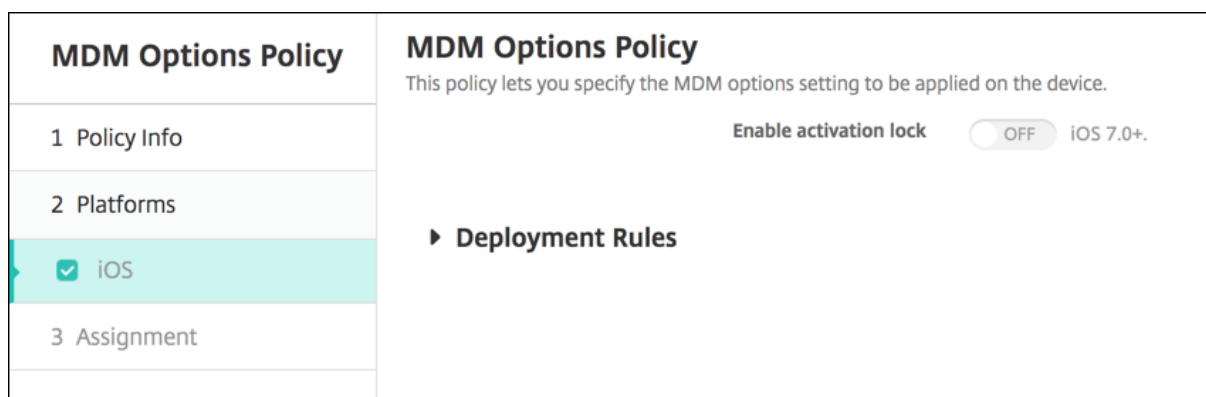 MDM Options Policy
1 Policy Info
2 Platforms
iOS
3 Assignment
MDM Options Policy
This policy lets you specify the MDM options setting to be applied on the device.
Enable activation lock OFF iOS 7.0+.
Deployment Rules